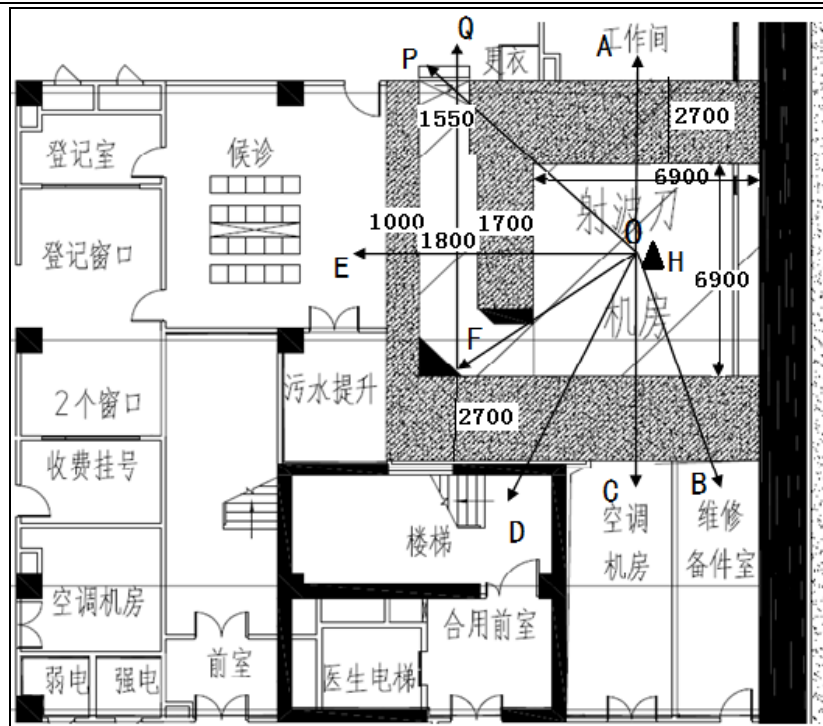 Q
P
更衣
A
工作间
1550
2700
登记室
候诊
6900
射波刀
1000
1700
登记窗口
1800
O
E
H
6900
机房
F
2个窗口
污水提升
2700
收费挂号
C
B
空调
机房
维修
备件室
D
楼梯
空调机房
合用前室
前室
弱电
强电
医生电梯